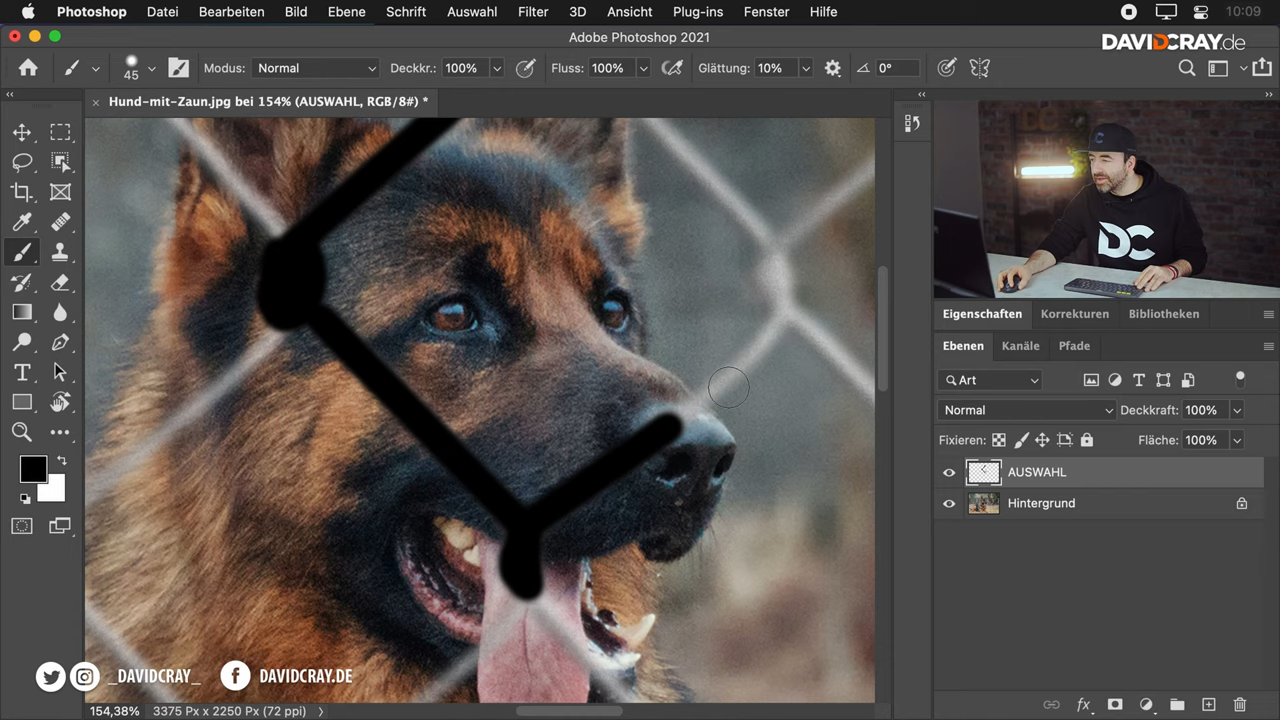 Photoshop Datei Bearbeiten Bild Ebene Schrift Auswahl Filter 3D Ansicht Plug-ins Fenster Hilfe 10:09
Adobe Photoshop 2021
DAVIDCRAY.de
45 Modus: Normal Deckkr.: 100% Fluss: 100% Glättung: 10% 0°
Hund-mit-Zaun.jpg bei 154% (AUSWAHL, RGB/8#) *
DC
Eigenschaften Korrekturen Bibliotheken
Ebenen Kanäle Pfade
Art
Normal Deckkraft: 100%
Fixieren: Fläche: 100%
AUSWAHL
Hintergrund
_DAVIDCRAY_ DAVIDCRAY.DE
154,38% 3375 Px x 2250 Px (72 ppi)